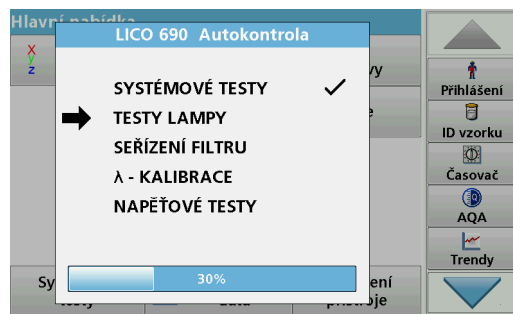 Hlavní nabídka
LICO 690 Autokontrola
X
y
z
SYSTÉMOVÉ TESTY
TESTY LAMPY
SEŘÍZENÍ FILTRU
λ - KALIBRACE
NAPĚŤOVÉ TESTY
30%
Přihlášení
ID vzorku
Časovač
AQA
Trendy